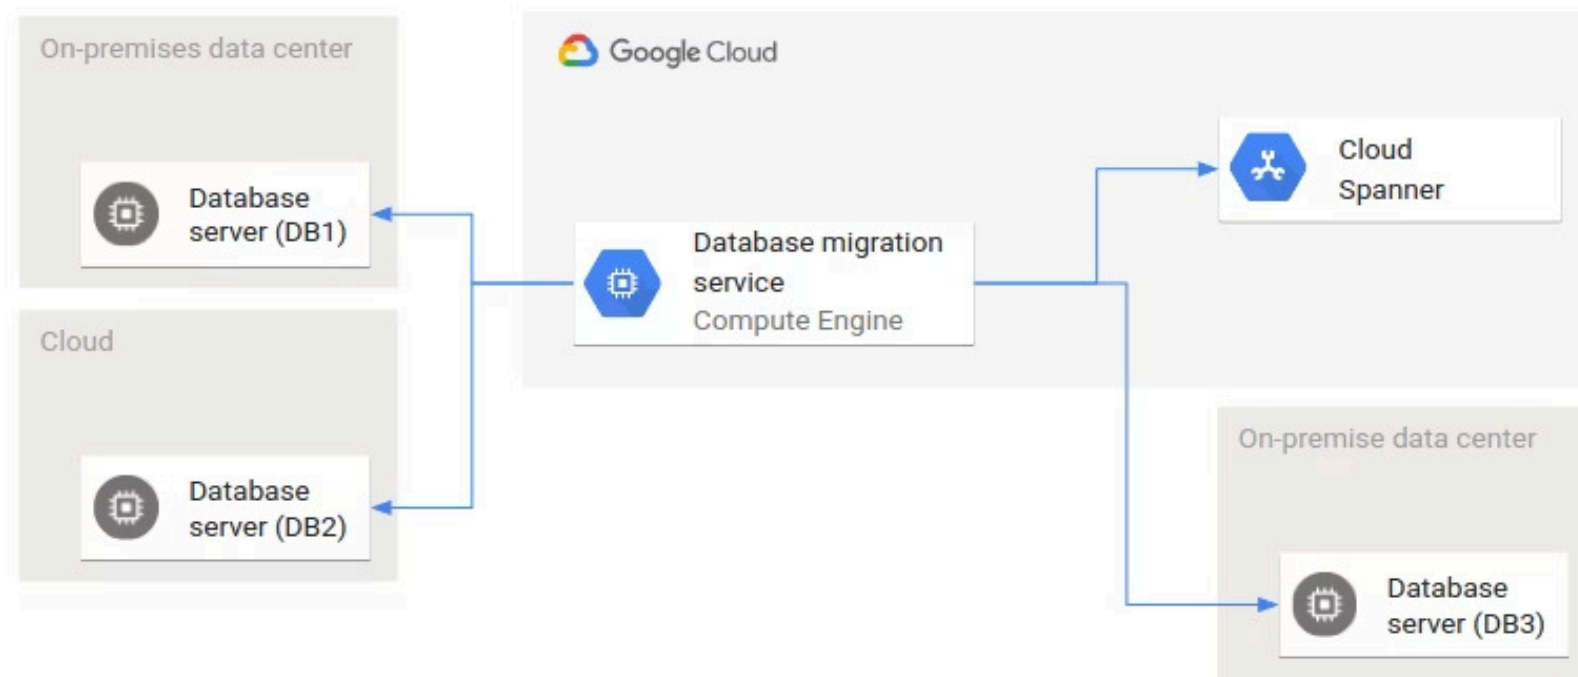 On-premises data center
Database
server (DB1)
Cloud
Database
server (DB2)
Google Cloud
Database migration
service
Compute Engine
Cloud
Spanner
On-premise data center
Database
server (DB3)